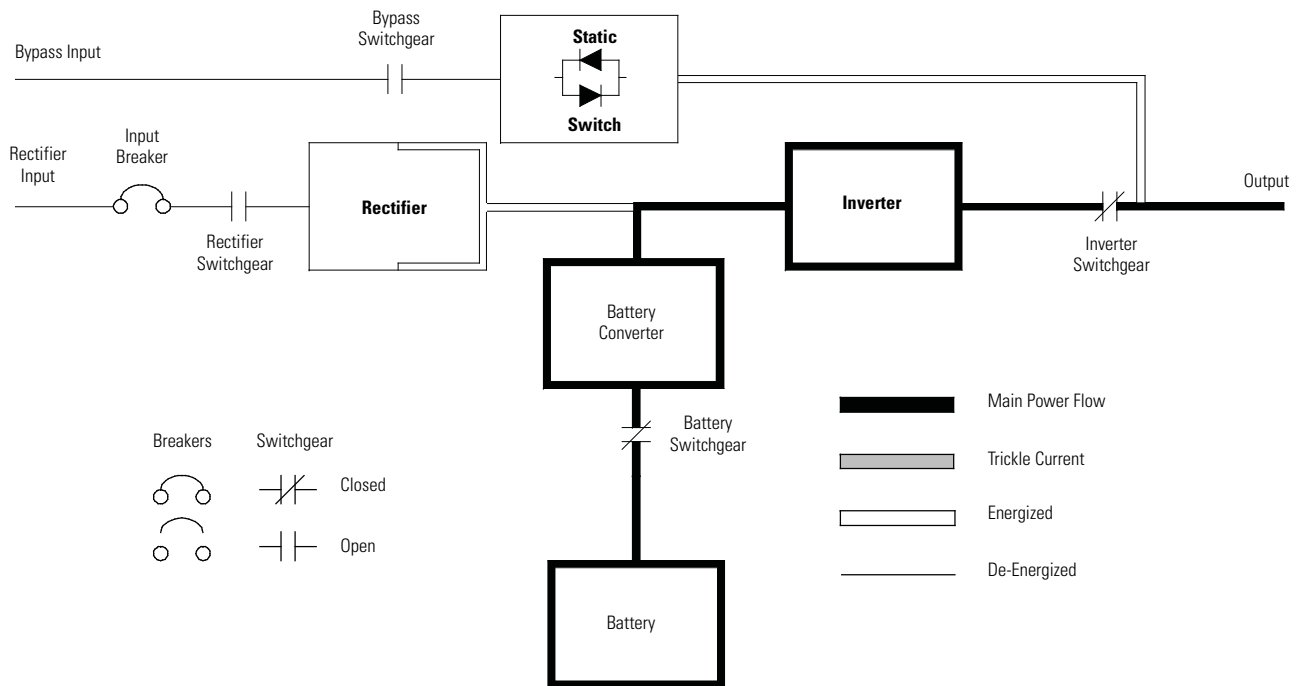 Bypass
Switchgear
Bypass Input
Static
Switch
Rectifier
Input
Input
Breaker
Rectifier
Switchgear
Rectifier
Inverter
Output
Inverter
Switchgear
Battery
Converter
Battery
Switchgear
Battery
Breakers
Switchgear
Closed
Open
Main Power Flow
Trickle Current
Energized
De-Energized